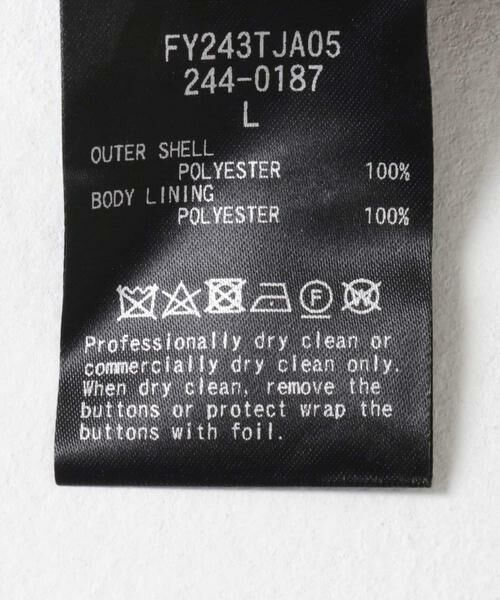 FY243TJA05
244-0187
L
OUTER SHELL
POLYESTER 100%
BODY LINING
POLYESTER 100%
F W
Professionally dry clean or
commercially dry clean only.
When dry clean, remove the
buttons or protect wrap the
buttons with foil.